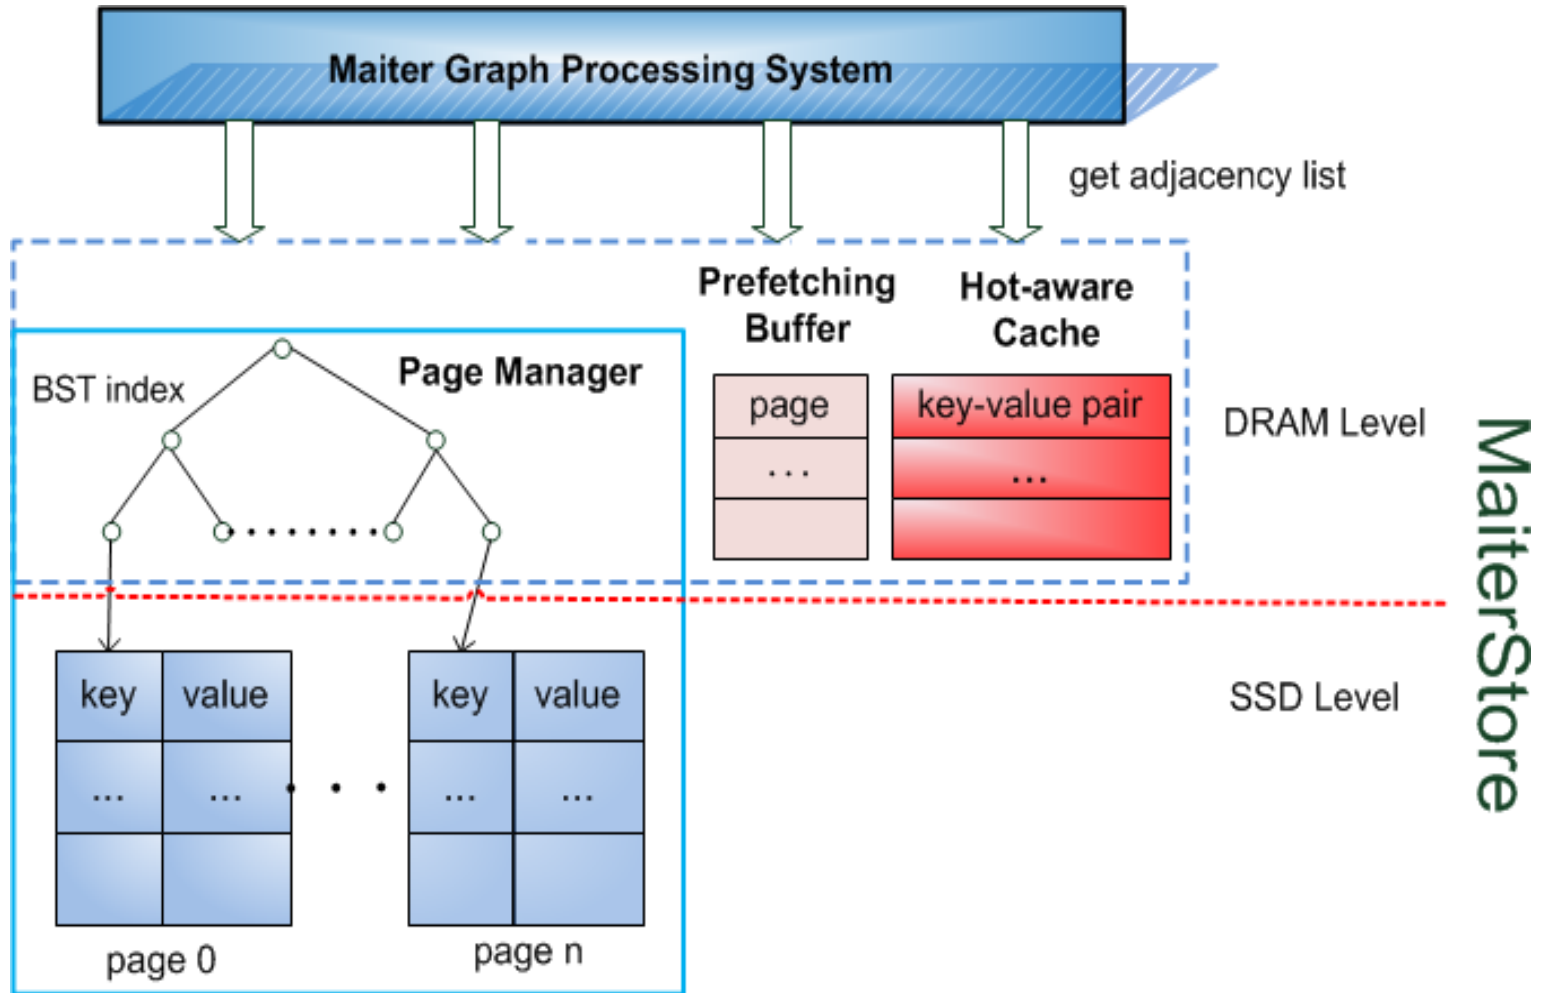 Maiter Graph Processing System
get adjacency list
Prefetching
Buffer
Hot-aware
Cache
BST index
Page Manager
page
...
key-value pair
...
DRAM Level
MaiterStore
SSD Level
key value
... ...
page 0
key value
... ...
page n